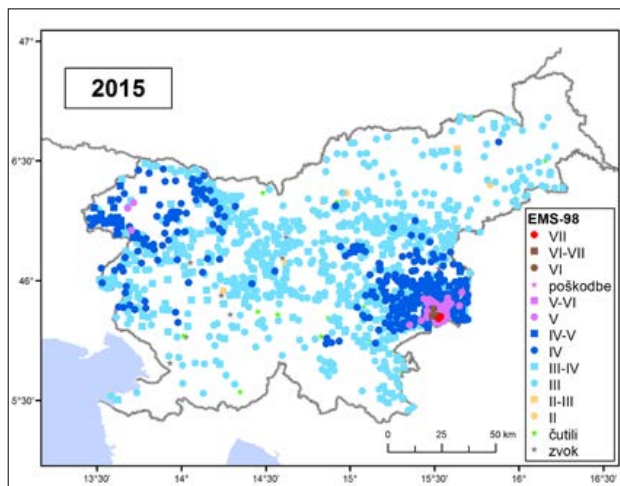 47°
2015
6°30'
EMS-98
VII
VI-VII
VI
poškodbe
V-VI
V
IV-V
IV
III-IV
III
II-III
II
čutili
zvok
46°
5°30'
0 25 50 km
13°30' 14° 14°30' 15° 15°30' 16° 16°30'